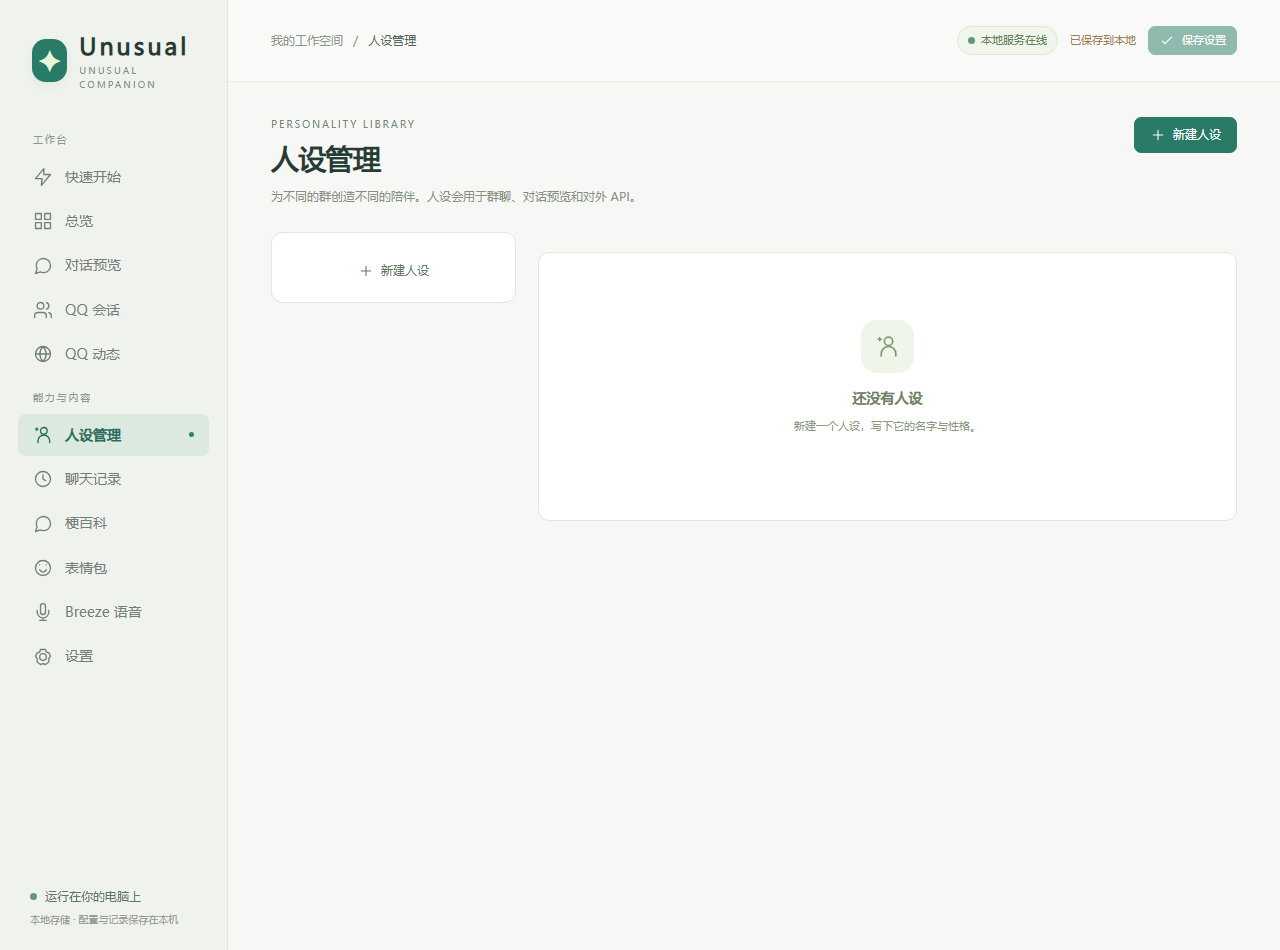 Unusual
UNUSUAL
COMPANION
工作台
快速开始
总览
对话预览
QQ 会话
QQ 动态
能力与内容
人设管理
聊天记录
梗百科
表情包
Breeze 语音
设置
运行在你的电脑上
本地存储 · 配置与记录保存在本机
我的工作空间 / 人设管理
本地服务在线
已保存到本地
保存设置
PERSONALITY LIBRARY
人设管理
为不同的群创造不同的陪伴。人设会用于群聊、对话预览和对外 API。
新建人设
新建人设
还没有人设
新建一个人设，写下它的名字与性格。